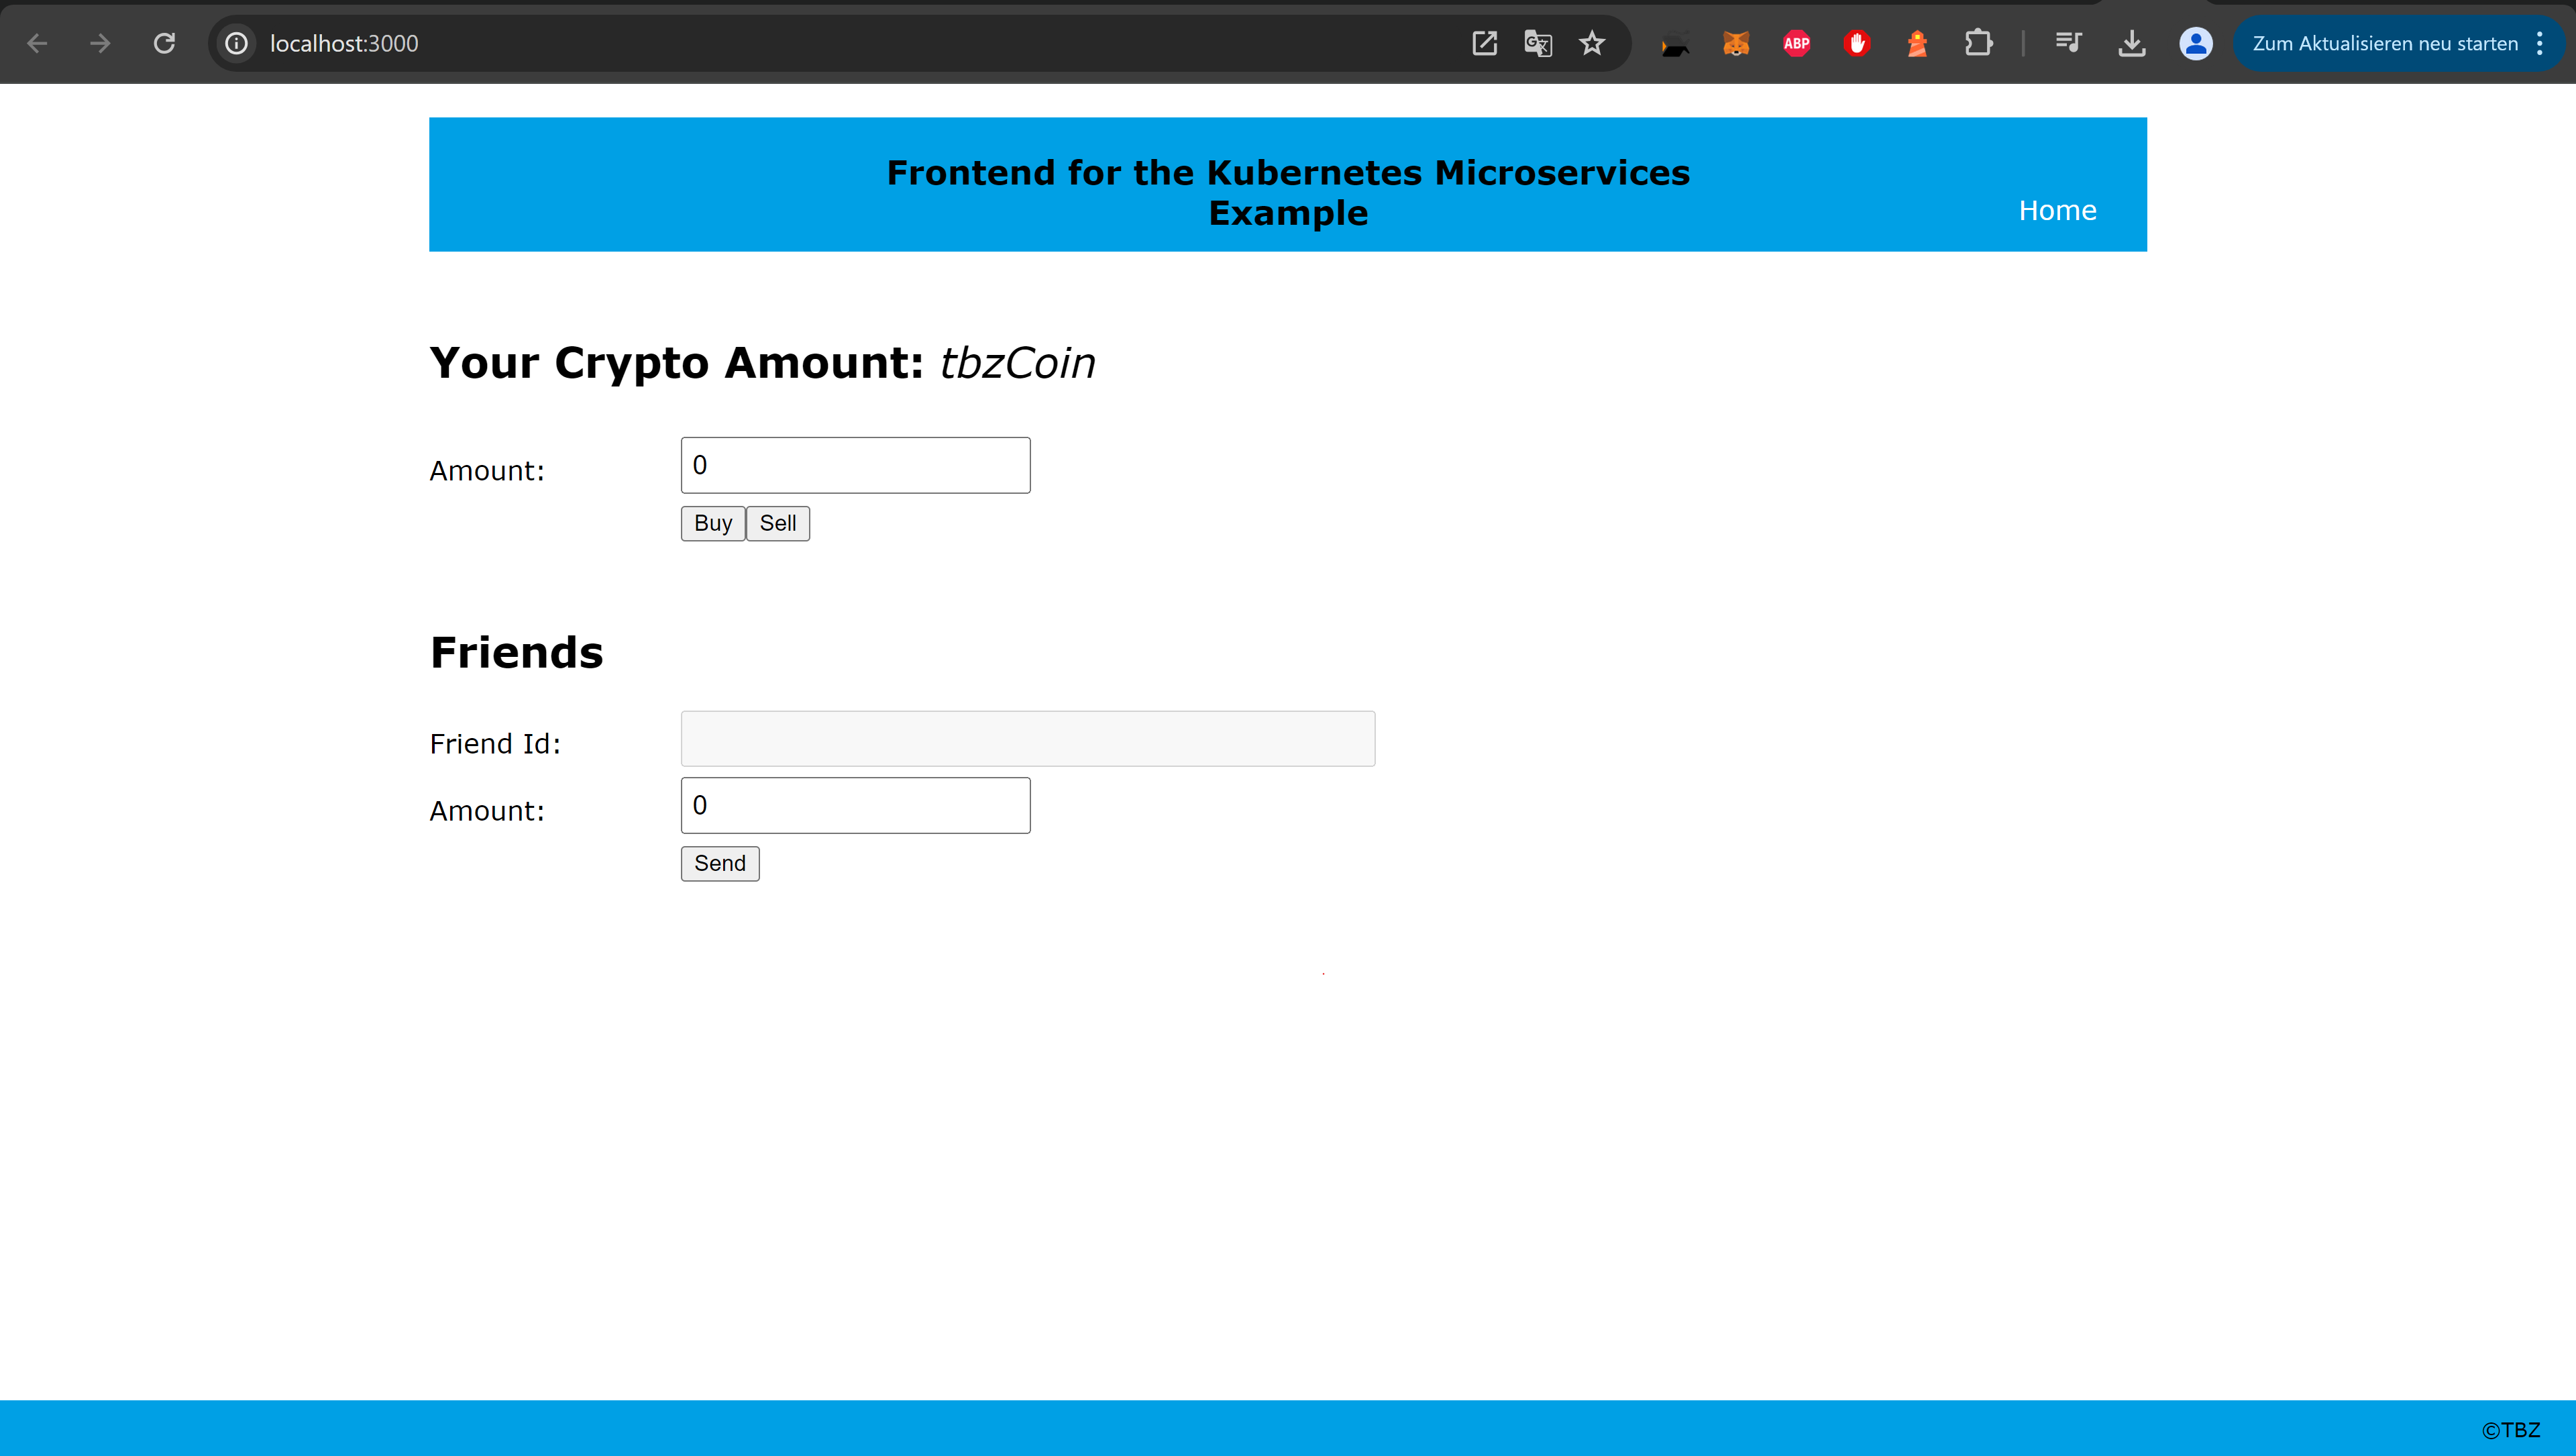 localhost:3000
ABP
Zum Aktualisieren neu starten
Frontend for the Kubernetes Microservices
Example
Home
Your Crypto Amount: tbzCoin
Amount:
0
Buy Sell
Friends
Friend Id:
Amount:
0
Send
©TBZ